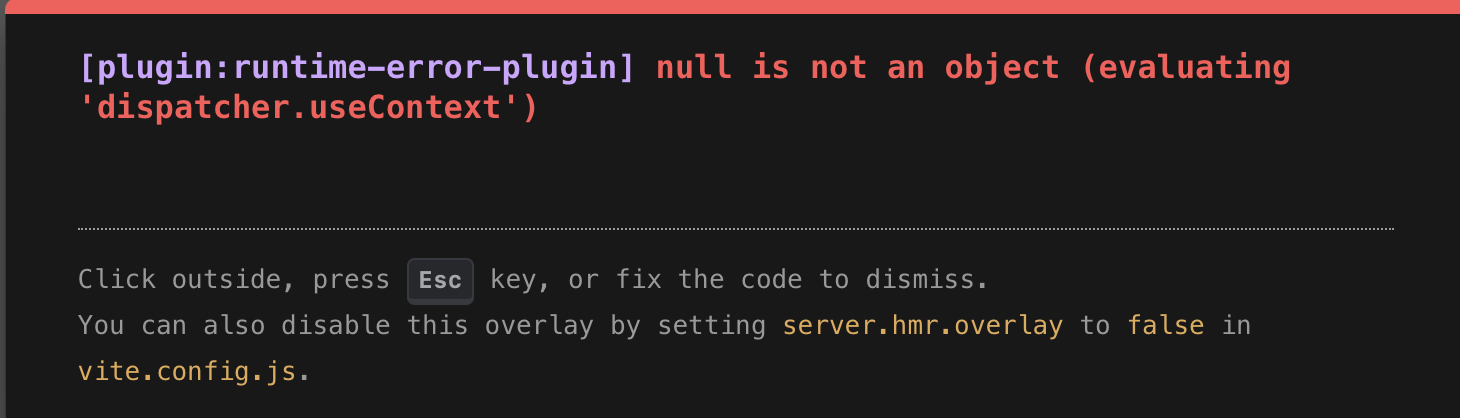 [plugin:runtime-error-plugin] null is not an object (evaluating
'dispatcher.useContext')
Click outside, press Esc key, or fix the code to dismiss.
You can also disable this overlay by setting server.hmr.overlay to false in
vite.config.js.